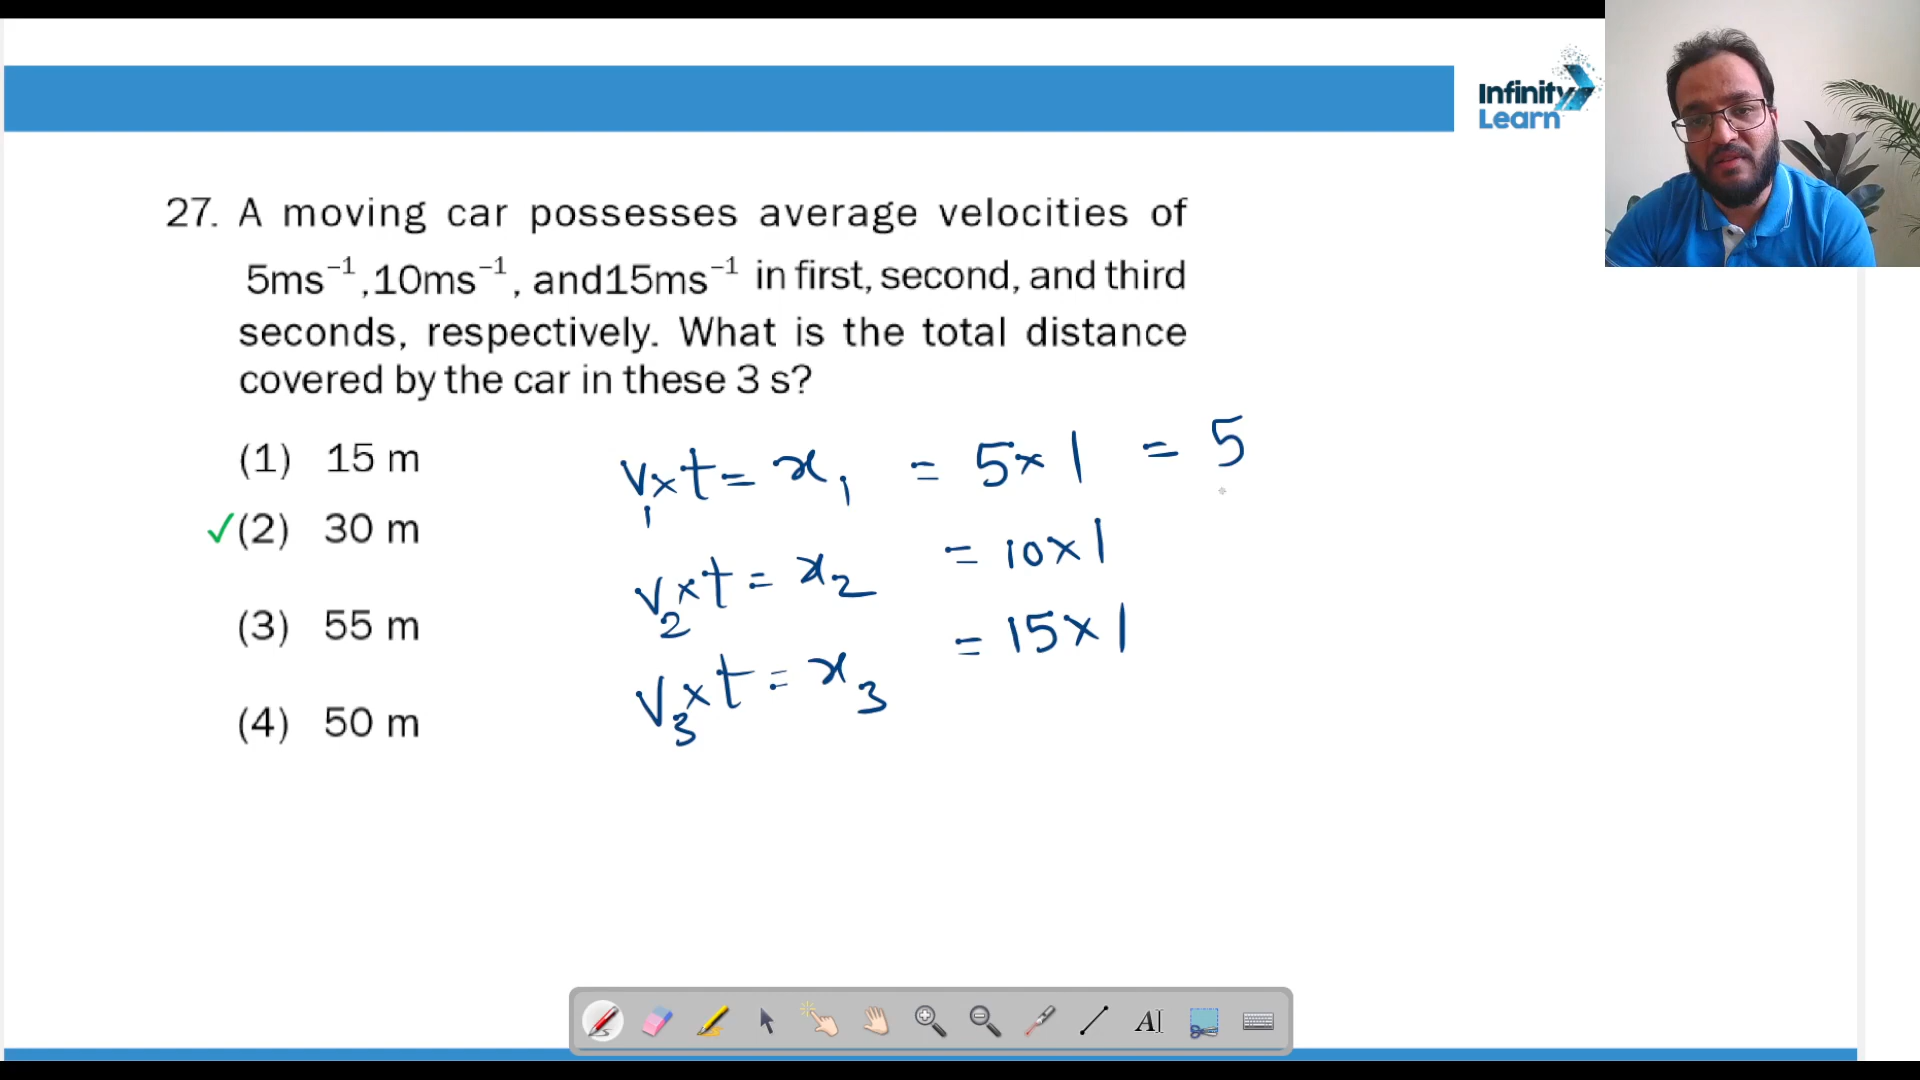 Infinity
Learn
27. A moving car possesses average velocities of
5ms⁻¹,10ms⁻¹, and15ms⁻¹ in first, second, and third
seconds, respectively. What is the total distance
covered by the car in these 3 s?
(1) 15 m
✓(2) 30 m
(3) 55 m
(4) 50 m
v₁×t = x₁ = 5×1 = 5
v₂×t = x₂ = 10×1
v₃×t = x₃ = 15×1
A